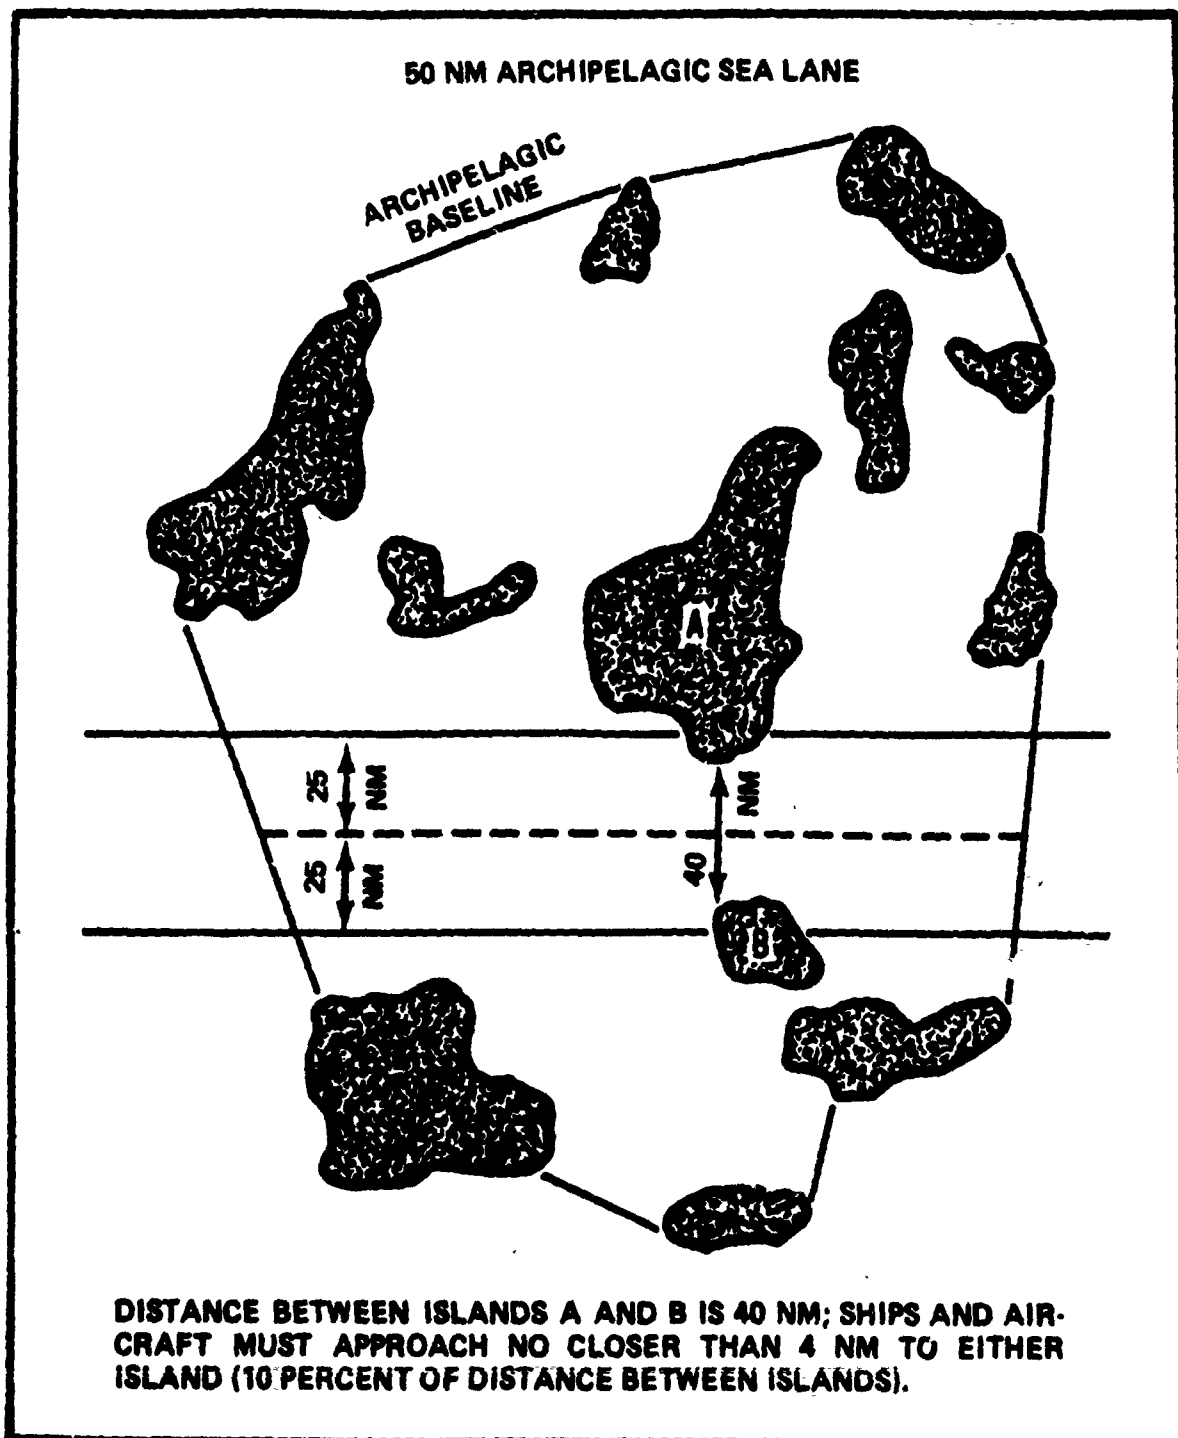 50 NM ARCHIPELAGIC SEA LANE
ARCHIPELAGIC
BASELINE
A
25
NM
25
NM
40
NM
B
DISTANCE BETWEEN ISLANDS A AND B IS 40 NM; SHIPS AND AIR-
CRAFT MUST APPROACH NO CLOSER THAN 4 NM TO EITHER
ISLAND (10 PERCENT OF DISTANCE BETWEEN ISLANDS).